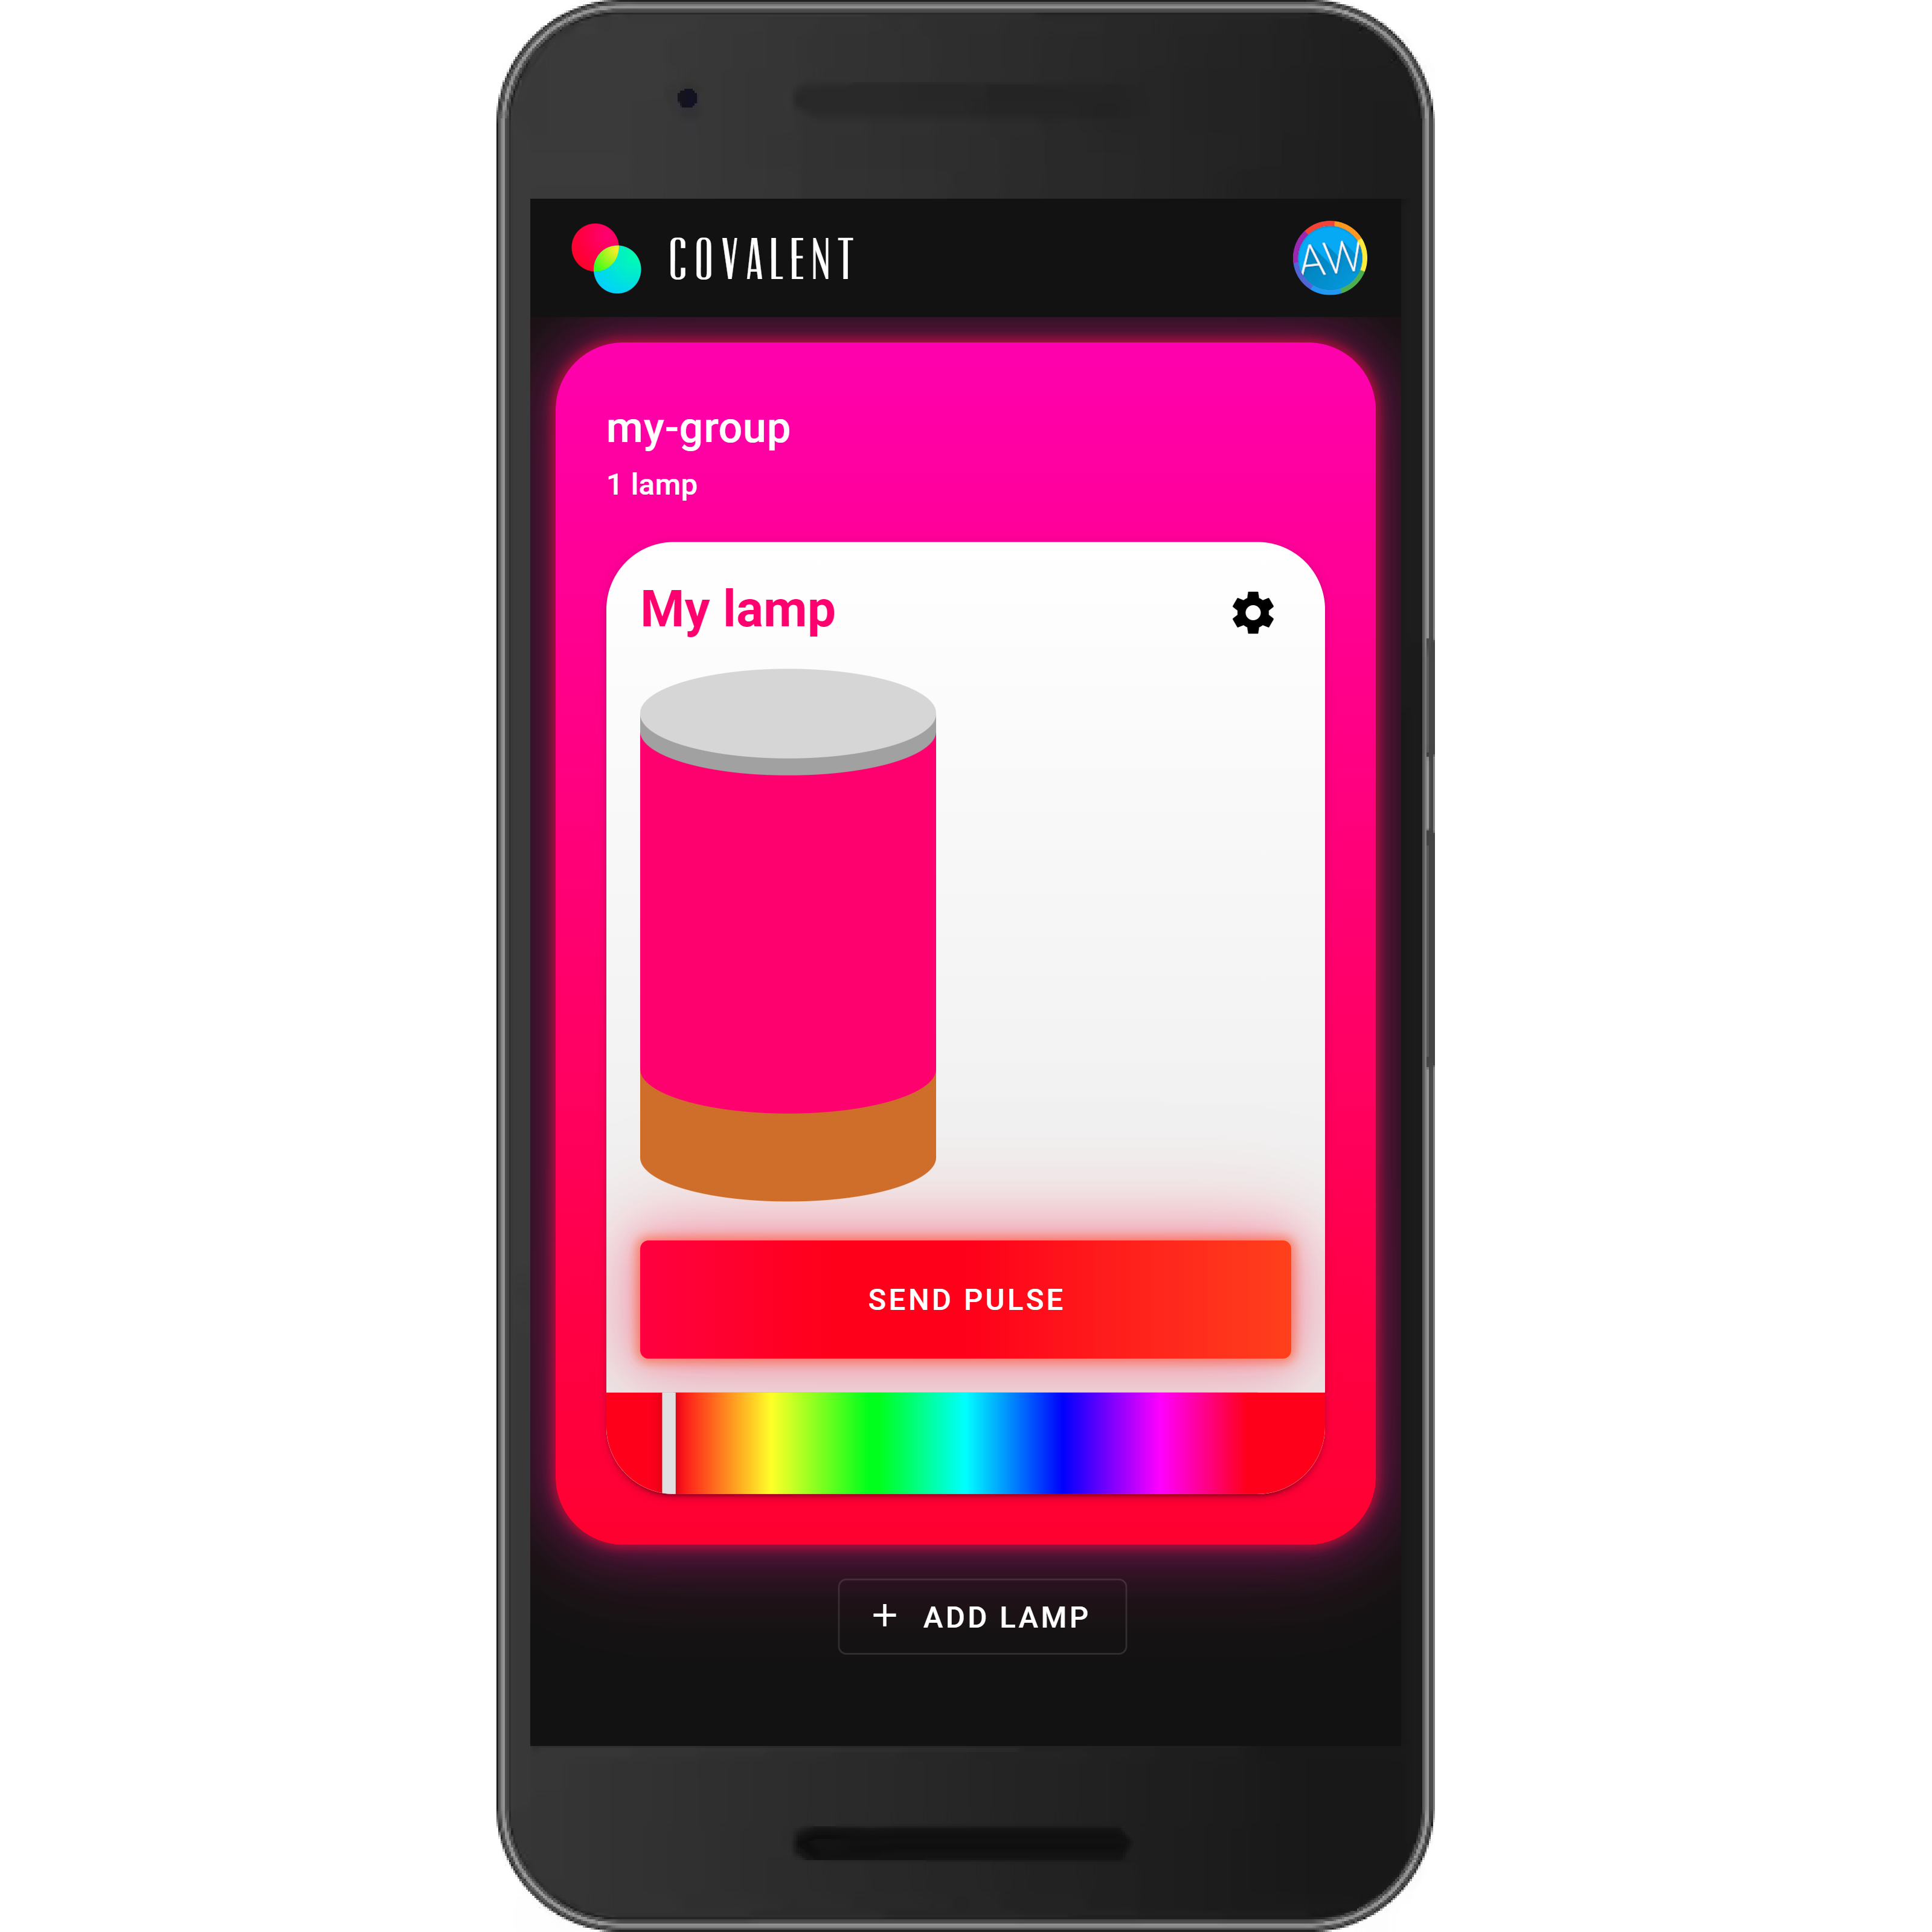 COVALENT
AW
my-group
1 lamp
My lamp
SEND PULSE
+ ADD LAMP